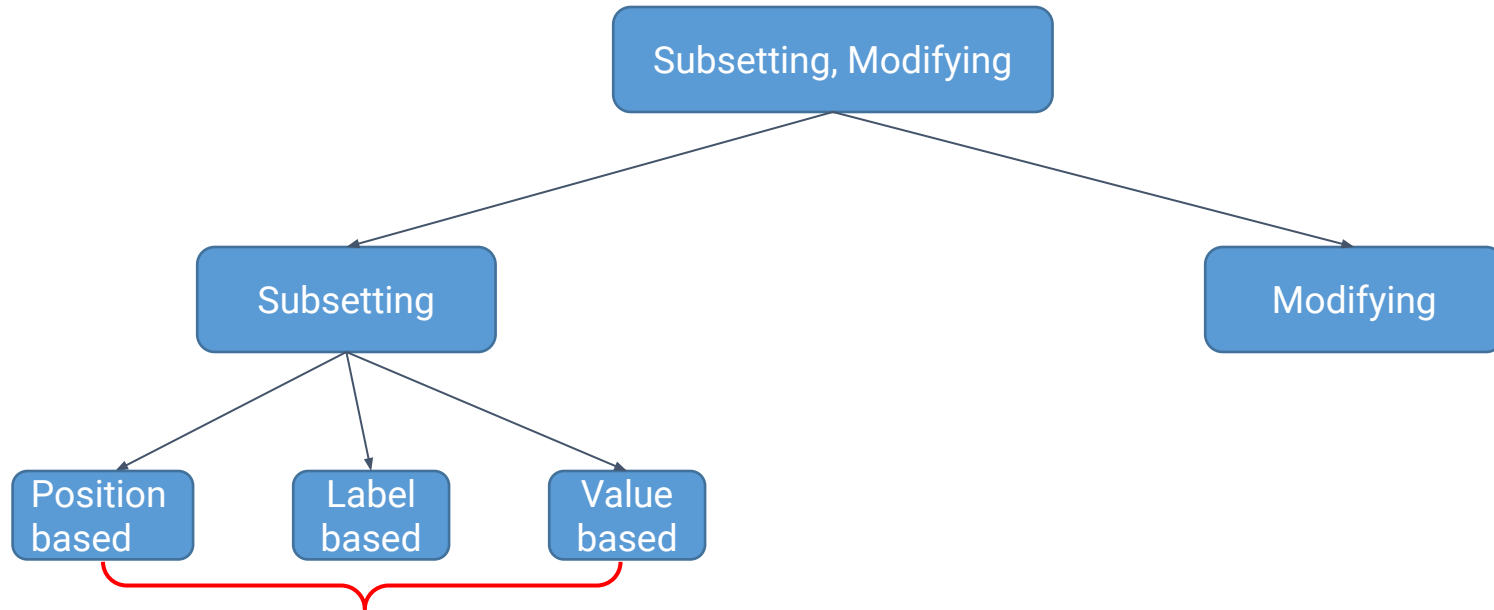 Subsetting, Modifying
Subsetting
Modifying
Position
based
Label
based
Value
based